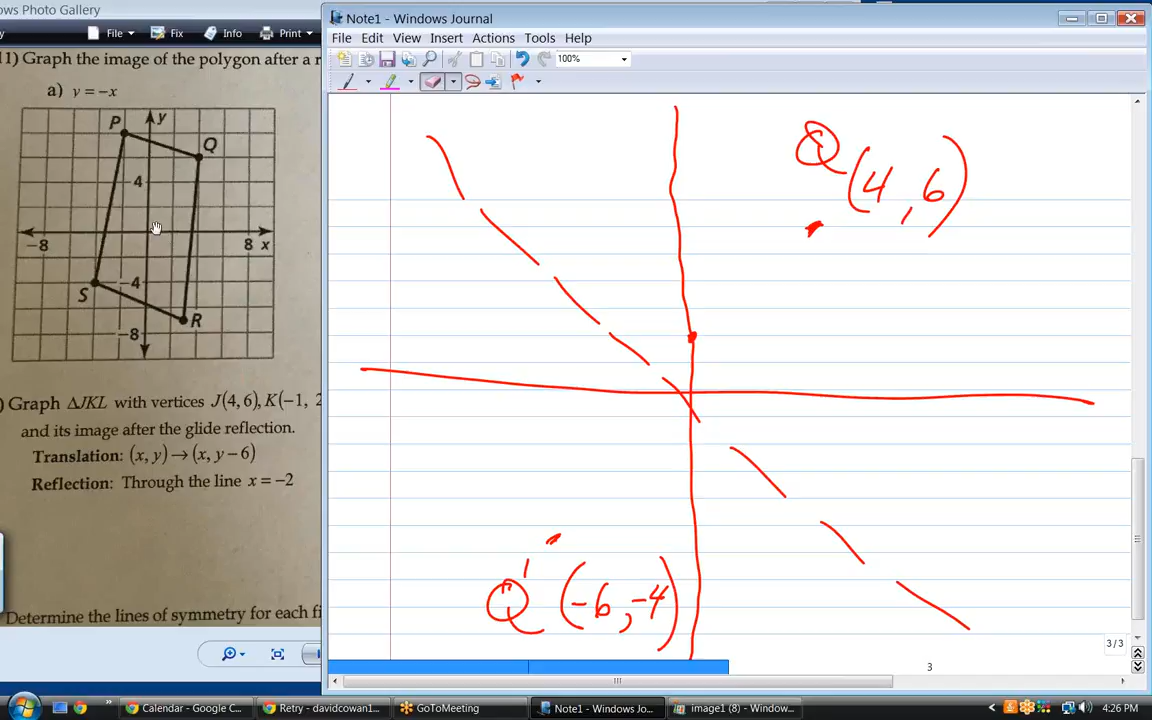 ows Photo Gallery
y File Fix Info Print
11) Graph the image of the polygon after a r
a) y = -x
P
y
Q
4
-8
8 x
-4
S
R
-8
) Graph ΔJKL with vertices J(4, 6), K(-1, 2
and its image after the glide reflection.
Translation: (x, y) → (x, y - 6)
Reflection: Through the line x = -2
Determine the lines of symmetry for each fi
Note1 - Windows Journal
File Edit View Insert Actions Tools Help
100%
Q
(4, 6)
Q' (-6, -4)
3/3
3
Calendar - Google C...
Retry - davidcowan1...
GoToMeeting
Note1 - Windows Jo...
image1 (8) - Window...
4:26 PM